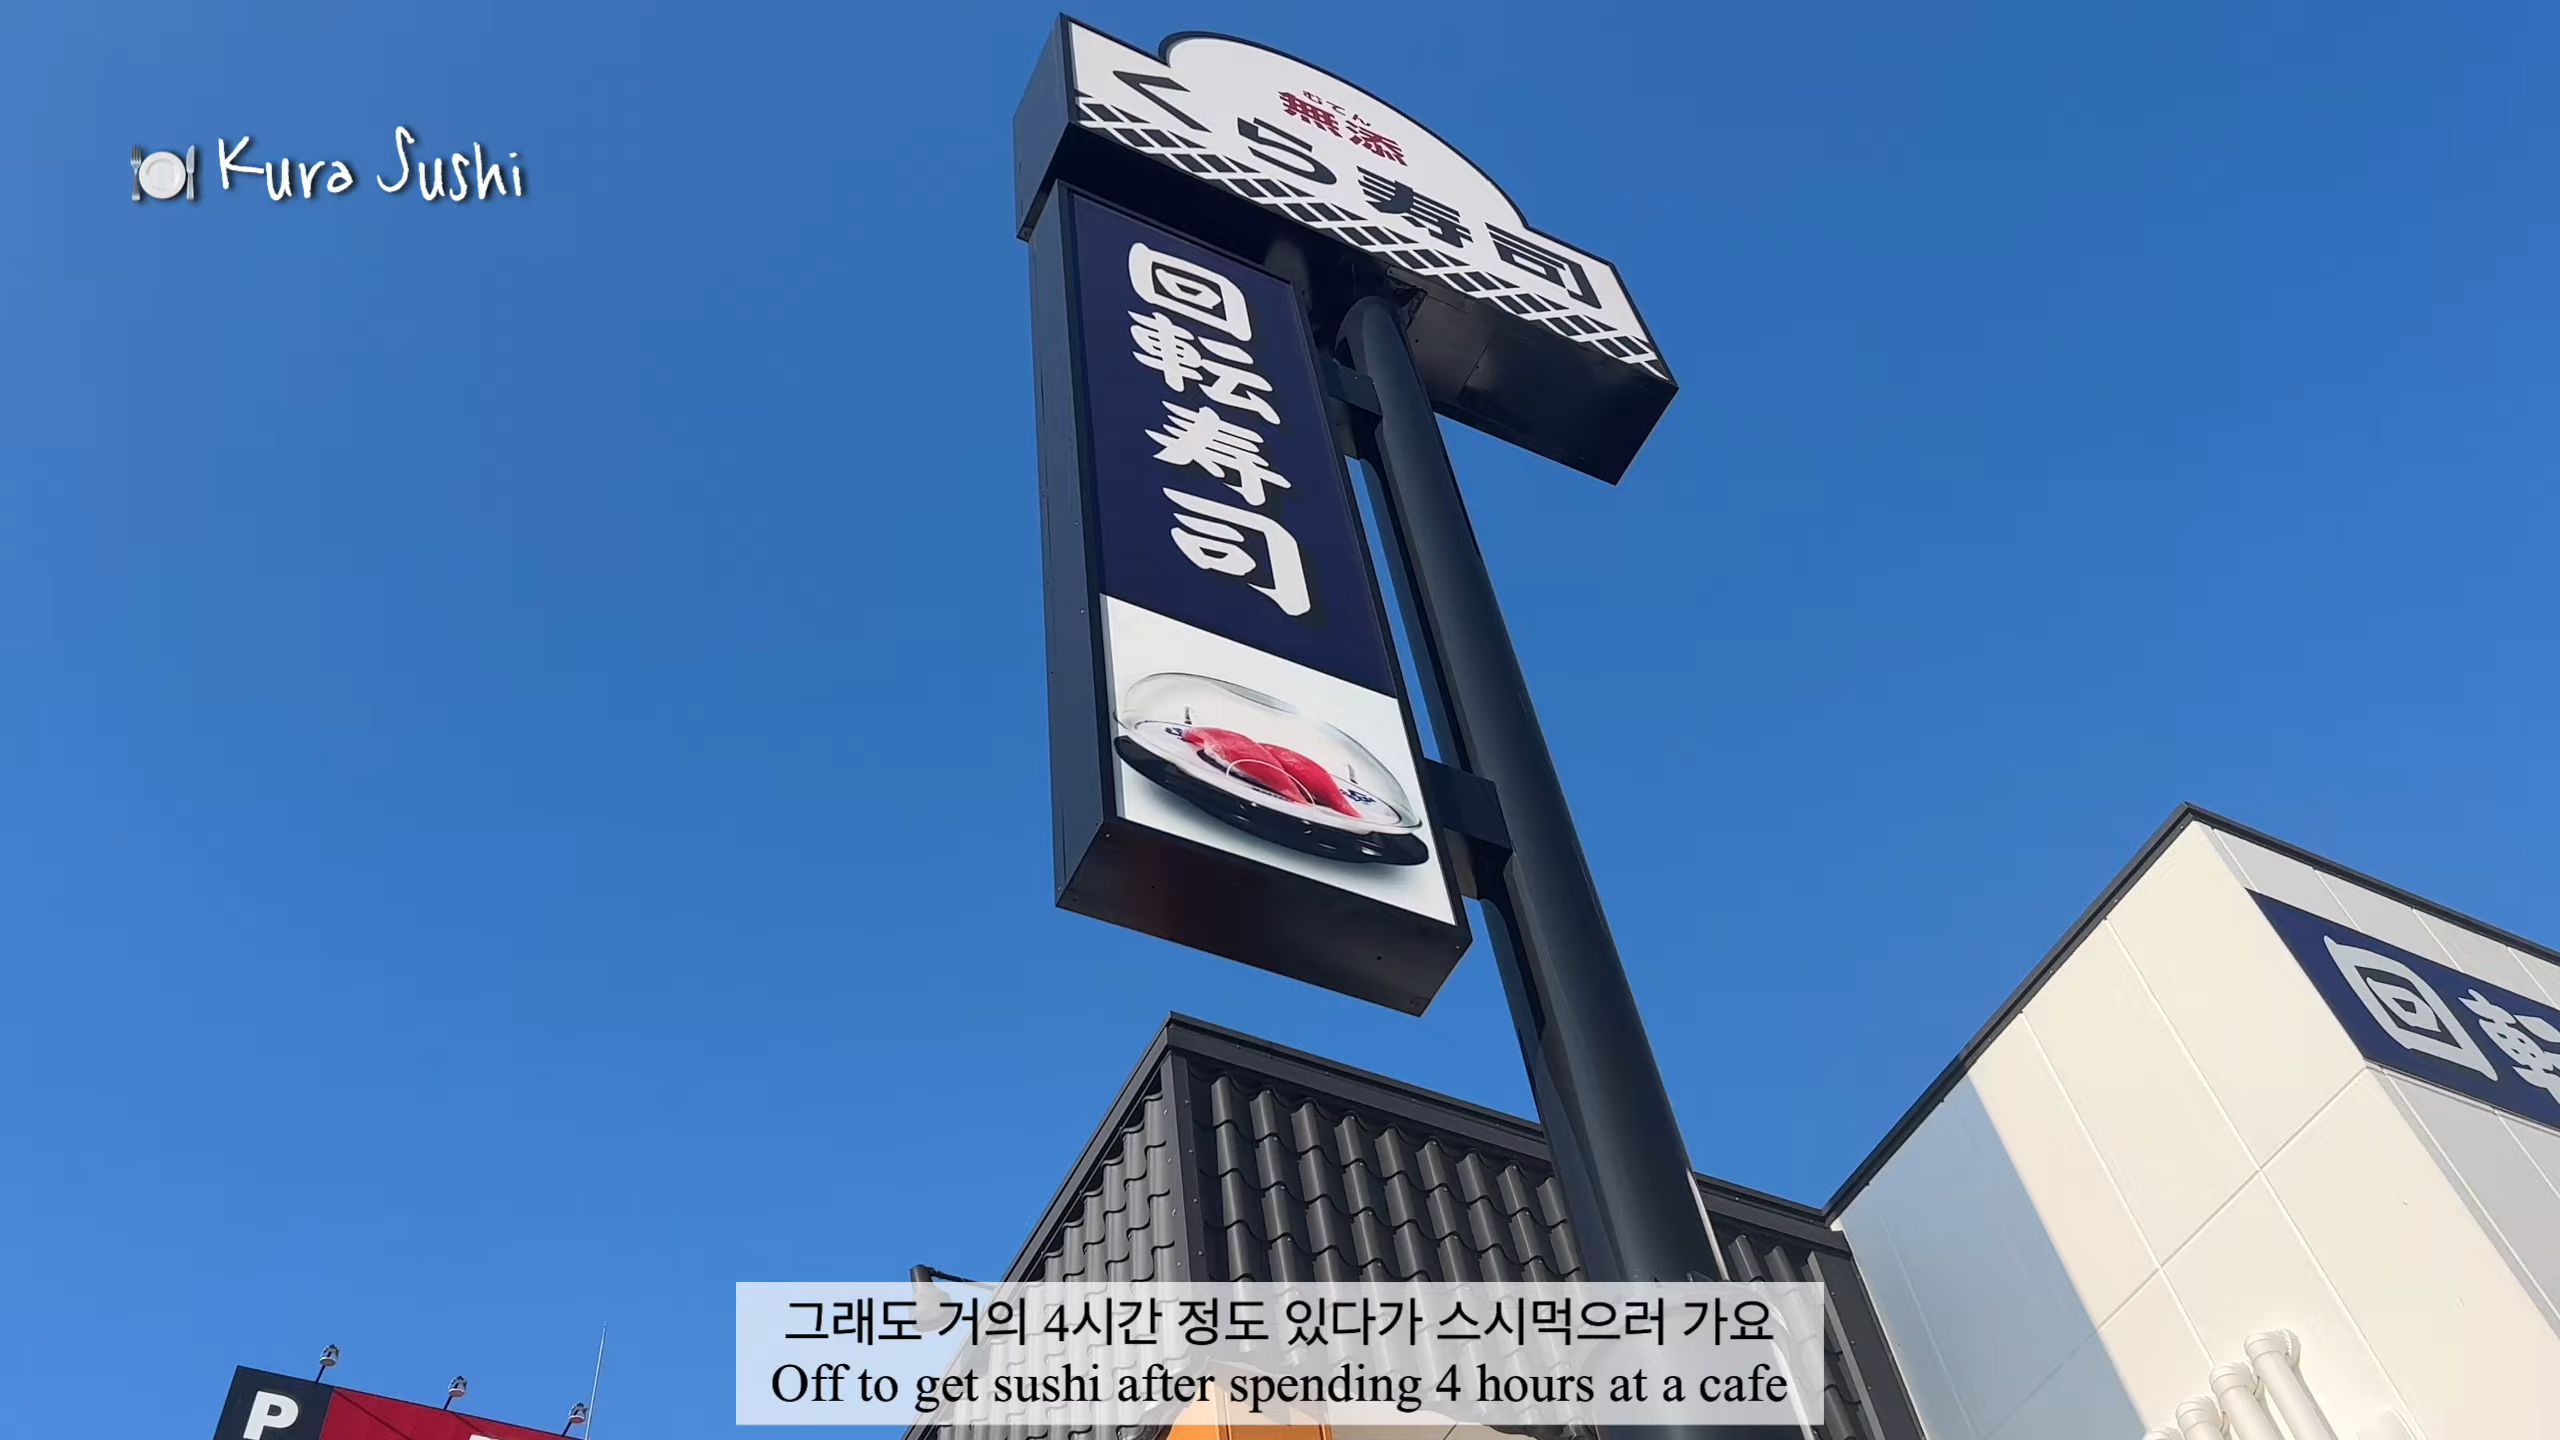 Kura Sushi
むてん
無添
くら寿司
回転寿司
回転
P
그래도 거의 4시간 정도 있다가 스시먹으러 가요
Off to get sushi after spending 4 hours at a cafe